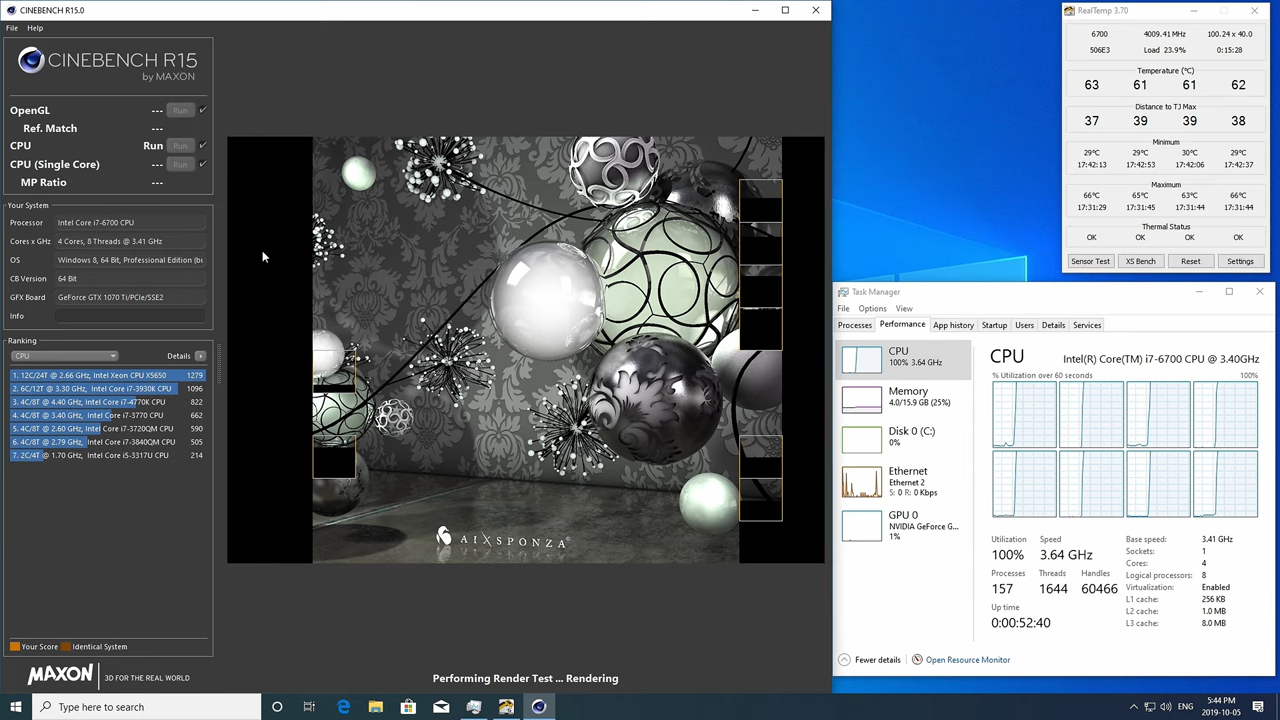 CINEBENCH R15.0
File Help
CINEBENCH R15
by MAXON
OpenGL --- Run
Ref. Match ---
CPU Run Run
CPU (Single Core) --- Run
MP Ratio ---
Your System
Processor Intel Core i7-6700 CPU
Cores x GHz 4 Cores, 8 Threads @ 3.41 GHz
OS Windows 8, 64 Bit, Professional Edition (bu
CB Version 64 Bit
GFX Board GeForce GTX 1070 Ti/PCIe/SSE2
Info
Ranking
CPU Details
1. 12C/24T @ 2.66 GHz, Intel Xeon CPU X5650 1279
2. 6C/12T @ 3.30 GHz, Intel Core i7-3930K CPU 1096
3. 4C/8T @ 4.40 GHz, Intel Core i7-4770K CPU 822
4. 4C/8T @ 3.40 GHz, Intel Core i7-3770 CPU 662
5. 4C/8T @ 2.60 GHz, Intel Core i7-3720QM CPU 590
6. 4C/8T @ 2.79 GHz, Intel Core i7-3840QM CPU 505
7. 2C/4T @ 1.70 GHz, Intel Core i5-3317U CPU 214
Your Score Identical System
MAXON 3D FOR THE REAL WORLD
AIXSPONZA
Performing Render Test ... Rendering
RealTemp 3.70
6700 4009.41 MHz 100.24 x 40.0
506E3 Load 23.9% 0:15:28
Temperature (°C)
63 61 61 62
Distance to TJ Max
37 39 39 38
Minimum
29°C 29°C 30°C 29°C
17:42:13 17:42:53 17:42:06 17:42:37
Maximum
66°C 65°C 63°C 66°C
17:31:29 17:31:45 17:31:44 17:31:44
Thermal Status
OK OK OK OK
Sensor Test XS Bench Reset Settings
Task Manager
File Options View
Processes Performance App history Startup Users Details Services
CPU
100% 3.64 GHz
Memory
4.0/15.9 GB (25%)
Disk 0 (C:)
0%
Ethernet
Ethernet 2
S: 0 R: 0 Kbps
GPU 0
NVIDIA GeForce G...
1%
CPU Intel(R) Core(TM) i7-6700 CPU @ 3.40GHz
% Utilization over 60 seconds 100%
Utilization Speed
100% 3.64 GHz
Processes Threads Handles
157 1644 60466
Up time
0:00:52:40
Base speed: 3.41 GHz
Sockets: 1
Cores: 4
Logical processors: 8
Virtualization: Enabled
L1 cache: 256 KB
L2 cache: 1.0 MB
L3 cache: 8.0 MB
Fewer details Open Resource Monitor
Type here to search
ENG
5:44 PM
2019-10-05